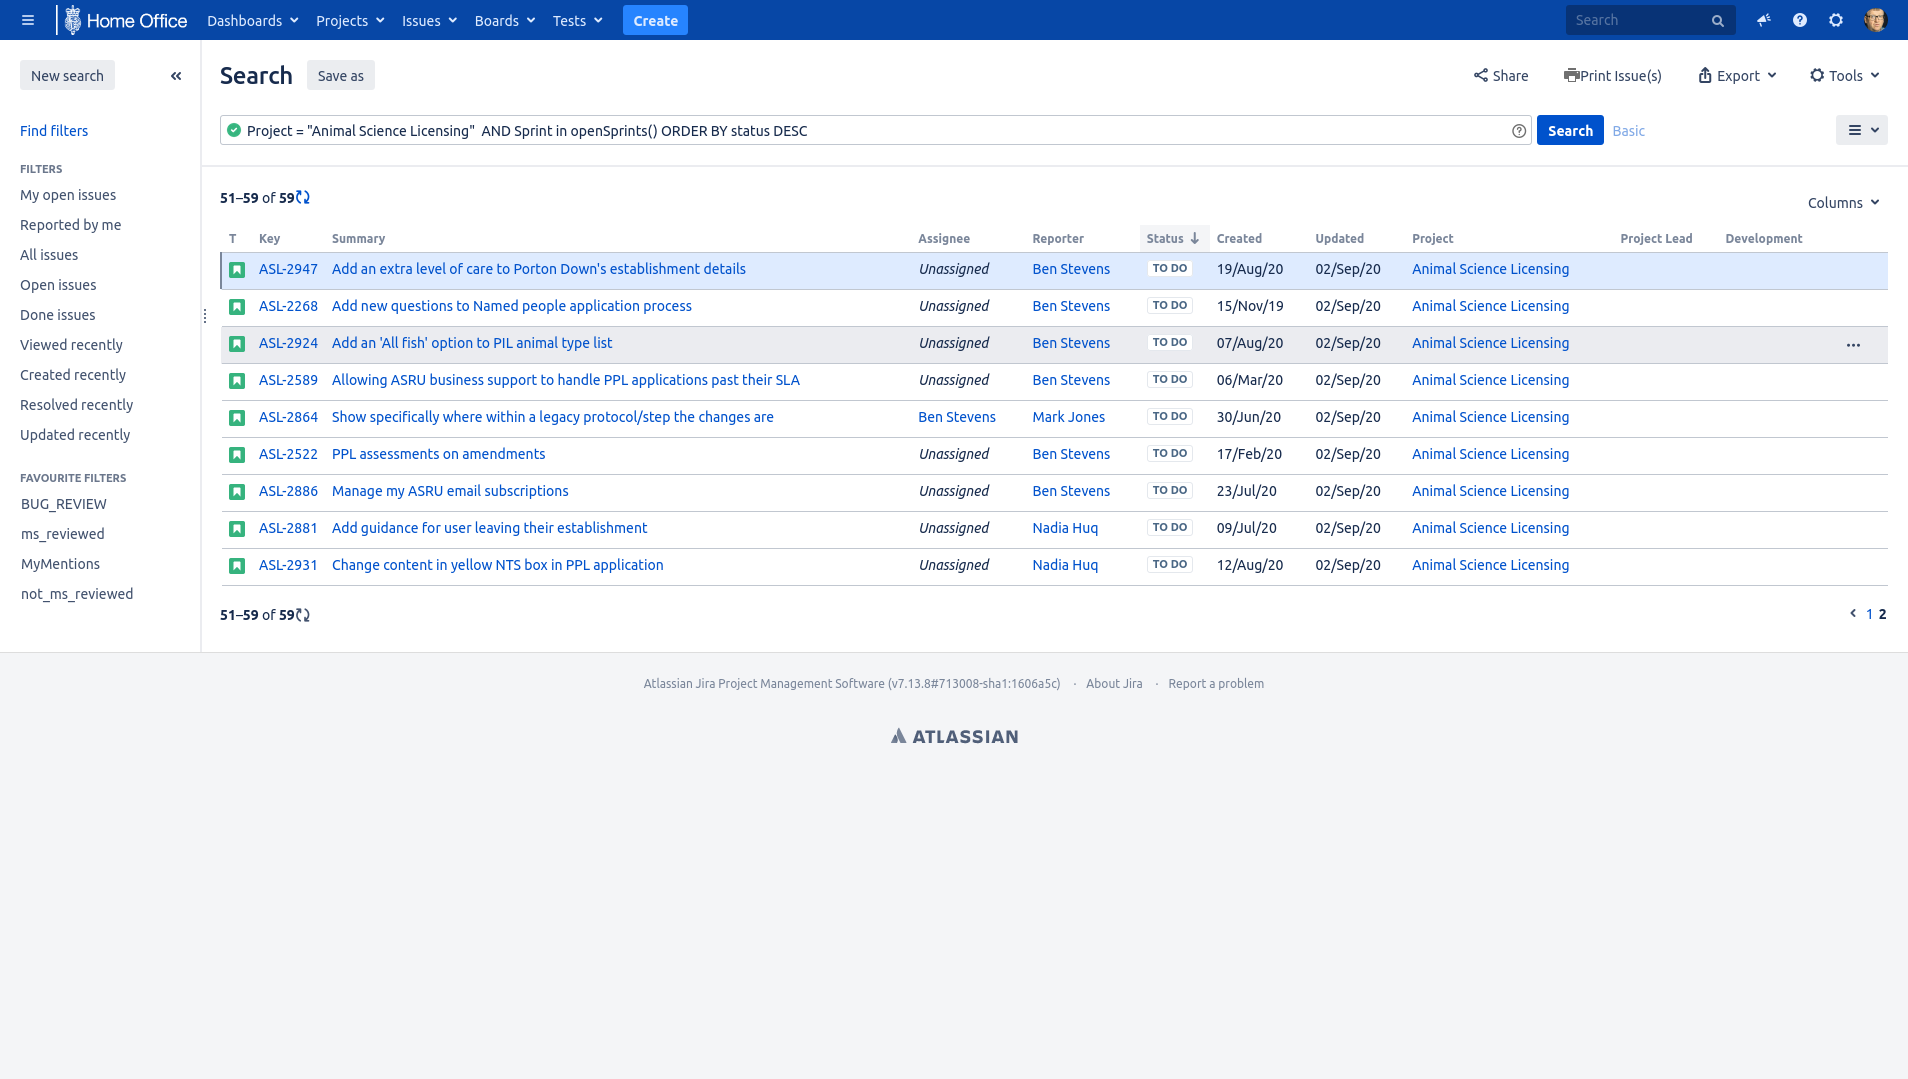 Home Office Dashboards Projects Issues Boards Tests Create Search
New search
Search Save as Share Print Issue(s) Export Tools
Find filters
Project = "Animal Science Licensing"  AND Sprint in openSprints() ORDER BY status DESC Search Basic
FILTERS
My open issues
Reported by me
All issues
Open issues
Done issues
Viewed recently
Created recently
Resolved recently
Updated recently
FAVOURITE FILTERS
BUG_REVIEW
ms_reviewed
MyMentions
not_ms_reviewed
51–59 of 59
Columns
T Key Summary Assignee Reporter Status Created Updated Project Project Lead Development
ASL-2947 Add an extra level of care to Porton Down's establishment details Unassigned Ben Stevens TO DO 19/Aug/20 02/Sep/20 Animal Science Licensing
ASL-2268 Add new questions to Named people application process Unassigned Ben Stevens TO DO 15/Nov/19 02/Sep/20 Animal Science Licensing
ASL-2924 Add an 'All fish' option to PIL animal type list Unassigned Ben Stevens TO DO 07/Aug/20 02/Sep/20 Animal Science Licensing
ASL-2589 Allowing ASRU business support to handle PPL applications past their SLA Unassigned Ben Stevens TO DO 06/Mar/20 02/Sep/20 Animal Science Licensing
ASL-2864 Show specifically where within a legacy protocol/step the changes are Ben Stevens Mark Jones TO DO 30/Jun/20 02/Sep/20 Animal Science Licensing
ASL-2522 PPL assessments on amendments Unassigned Ben Stevens TO DO 17/Feb/20 02/Sep/20 Animal Science Licensing
ASL-2886 Manage my ASRU email subscriptions Unassigned Ben Stevens TO DO 23/Jul/20 02/Sep/20 Animal Science Licensing
ASL-2881 Add guidance for user leaving their establishment Unassigned Nadia Huq TO DO 09/Jul/20 02/Sep/20 Animal Science Licensing
ASL-2931 Change content in yellow NTS box in PPL application Unassigned Nadia Huq TO DO 12/Aug/20 02/Sep/20 Animal Science Licensing
51–59 of 59
1 2
Atlassian Jira Project Management Software (v7.13.8#713008-sha1:1606a5c) · About Jira · Report a problem
ATLASSIAN